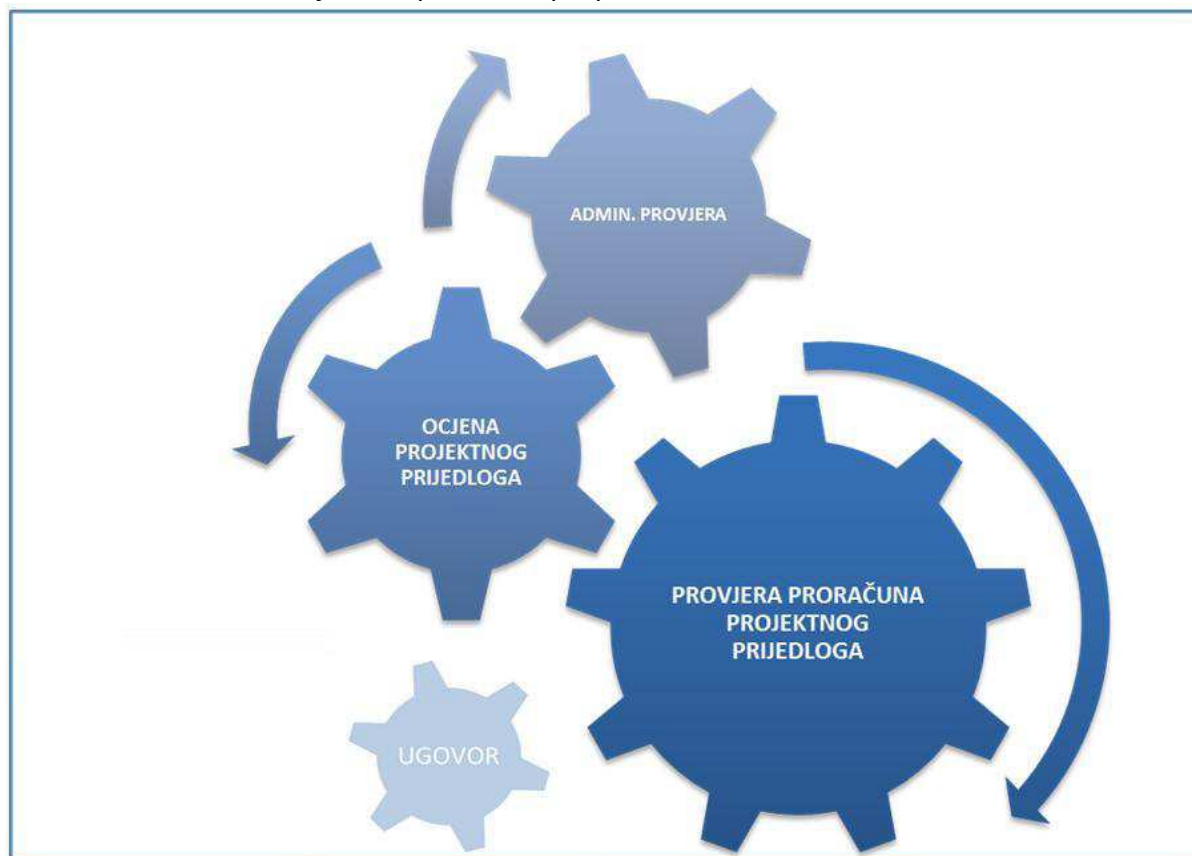 ADMIN. PROVJERA
OCJENA
PROJEKTNOG
PRIJEDLOGA
PROVJERA PRORAČUNA
PROJEKTNOG
PRIJEDLOGA
UGOVOR